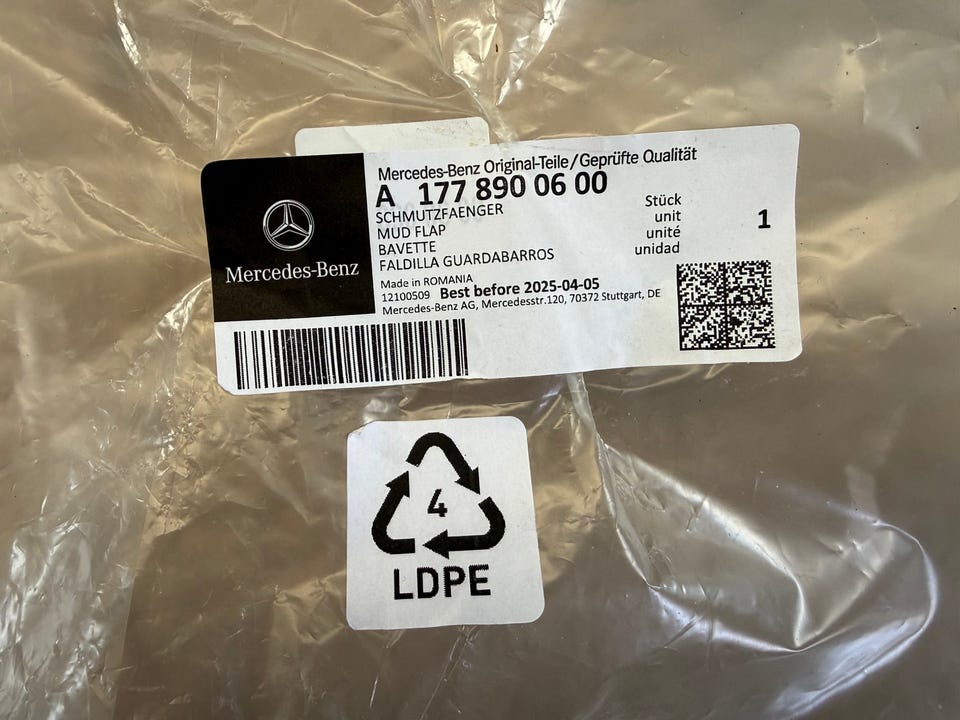 Mercedes-Benz Original-Teile/Geprüfte Qualität
A 177 890 06 00
SCHMUTZFAENGER
MUD FLAP
BAVETTE
FALDILLA GUARDABARROS
Stück
unit
unité
unidad
1
Made in ROMANIA
12100509 Best before 2025-04-05
Mercedes-Benz AG, Mercedesstr.120, 70372 Stuttgart, DE
Mercedes-Benz
4
LDPE